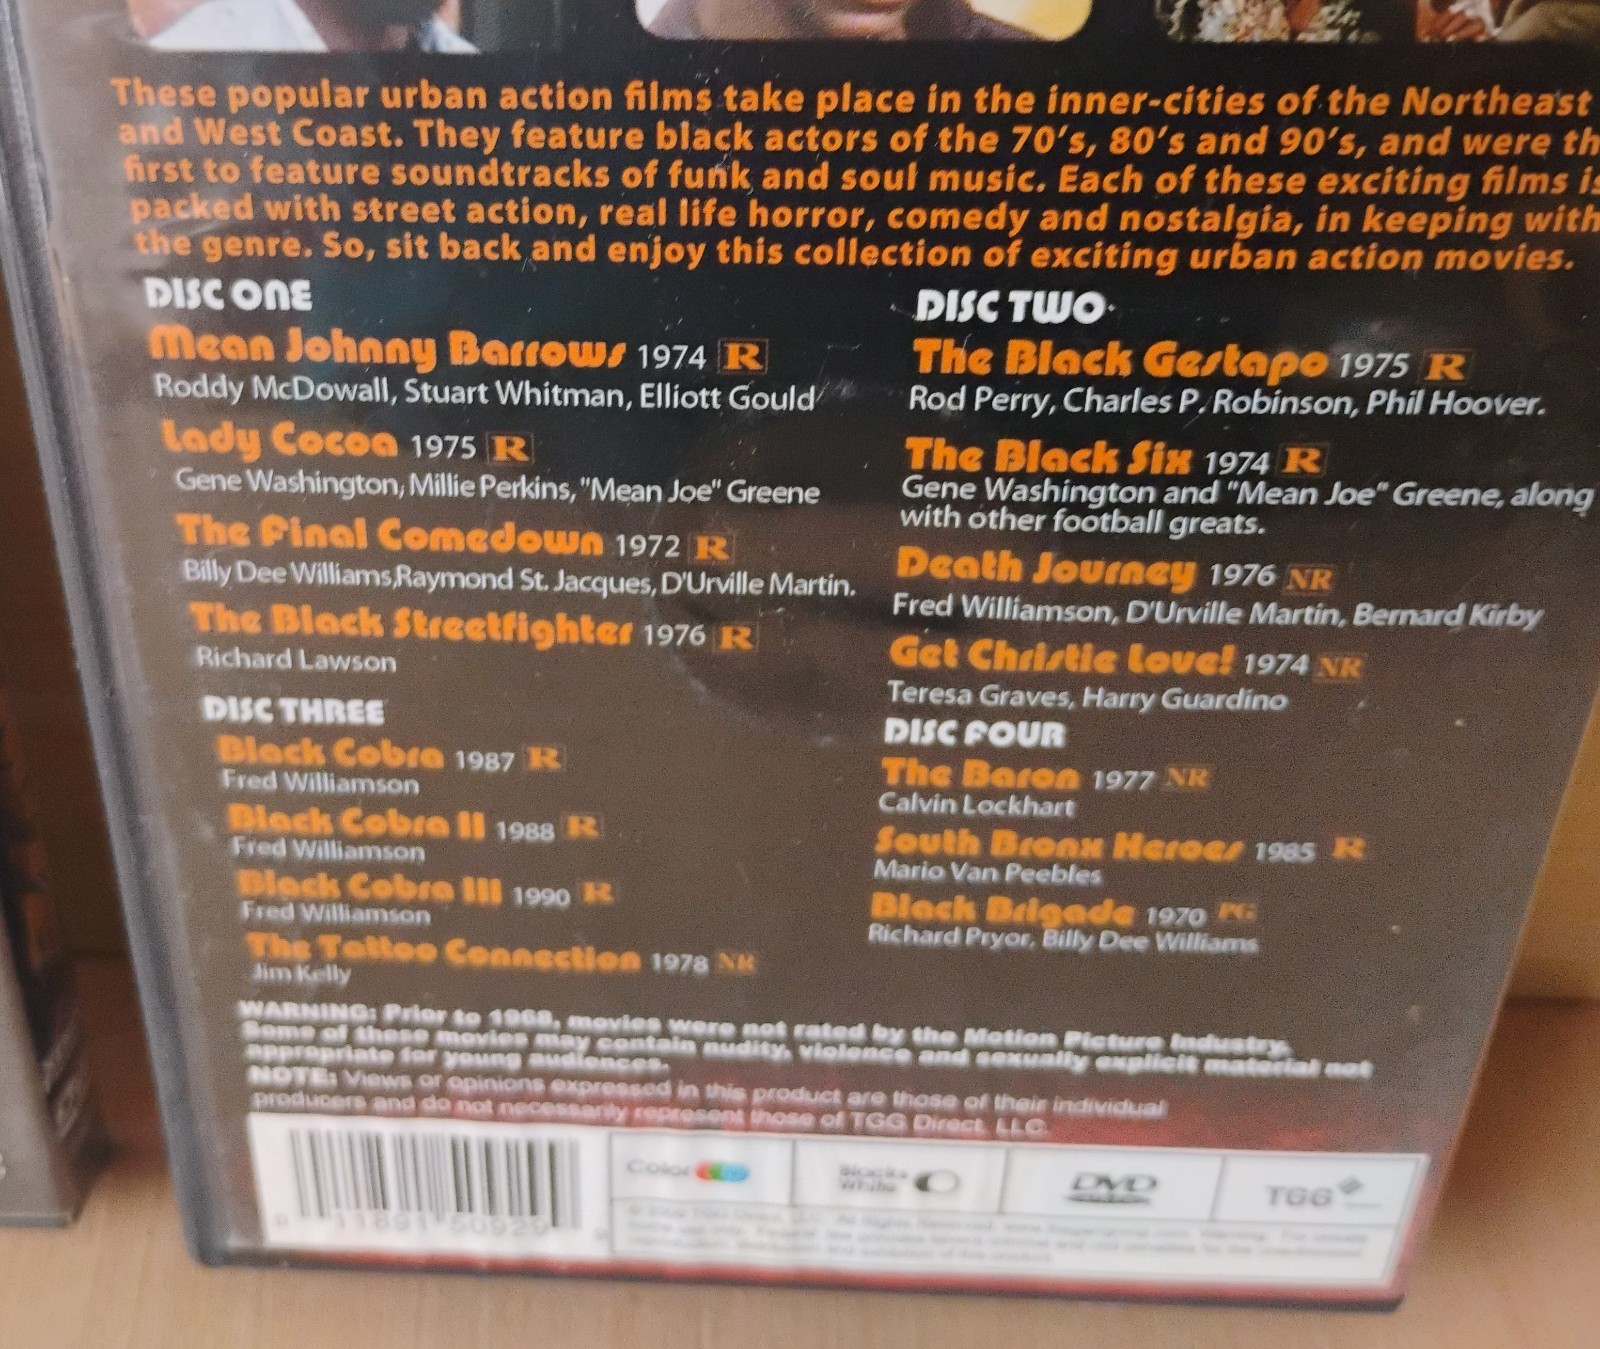 These popular urban action films take place in the inner-cities of the Northeast
and West Coast. They feature black actors of the 70's, 80's and 90's, and were th
first to feature soundtracks of funk and soul music. Each of these exciting films is
packed with street action, real life horror, comedy and nostalgia, in keeping with
the genre. So, sit back and enjoy this collection of exciting urban action movies.
DISC ONE
Mean Johnny Barrows 1974 R
Roddy McDowall, Stuart Whitman, Elliott Gould
Lady Cocoa 1975 R
Gene Washington, Millie Perkins, "Mean Joe" Greene
The Final Comedown 1972 R
Billy Dee Williams,Raymond St. Jacques, D'Urville Martin.
The Black Streetfighter 1976 R
Richard Lawson
DISC TWO
The Black Gestapo 1975 R
Rod Perry, Charles P. Robinson, Phil Hoover.
The Black Six 1974 R
Gene Washington and "Mean Joe" Greene, along
with other football greats.
Death Journey 1976 NR
Fred Williamson, D'Urville Martin, Bernard Kirby
Get Christie Love! 1974 NR
Teresa Graves, Harry Guardino
DISC THREE
Black Cobra 1987 R
Fred Williamson
Black Cobra II 1988 R
Fred Williamson
Black Cobra III 1990 R
Fred Williamson
The Tattoo Connection 1978 NR
Jim Kelly
DISC FOUR
The Baron 1977 NR
Calvin Lockhart
South Bronx Heroes 1985 R
Mario Van Peebles
Black Brigade 1970 PG
Richard Pryor, Billy Dee Williams
WARNING: Prior to 1968, movies were not rated by the Motion Picture Industry.
Some of these movies may contain nudity, violence and sexually explicit material not
appropriate for young audiences.
NOTE: Views or opinions expressed in this product are those of their individual
producers and do not necessarily represent those of TGG Direct, LLC.
Color
Black &
White
DVD
TGG
11891 50929